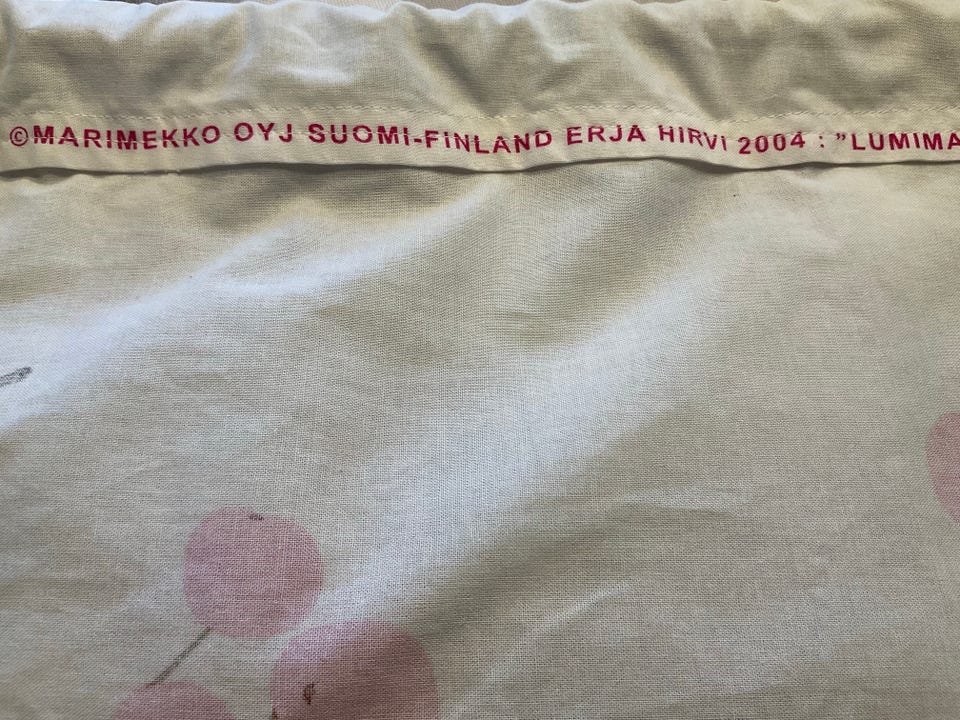 ©MARIMEKKO OYJ SUOMI-FINLAND ERJA HIRVI 2004 : "LUMIMA